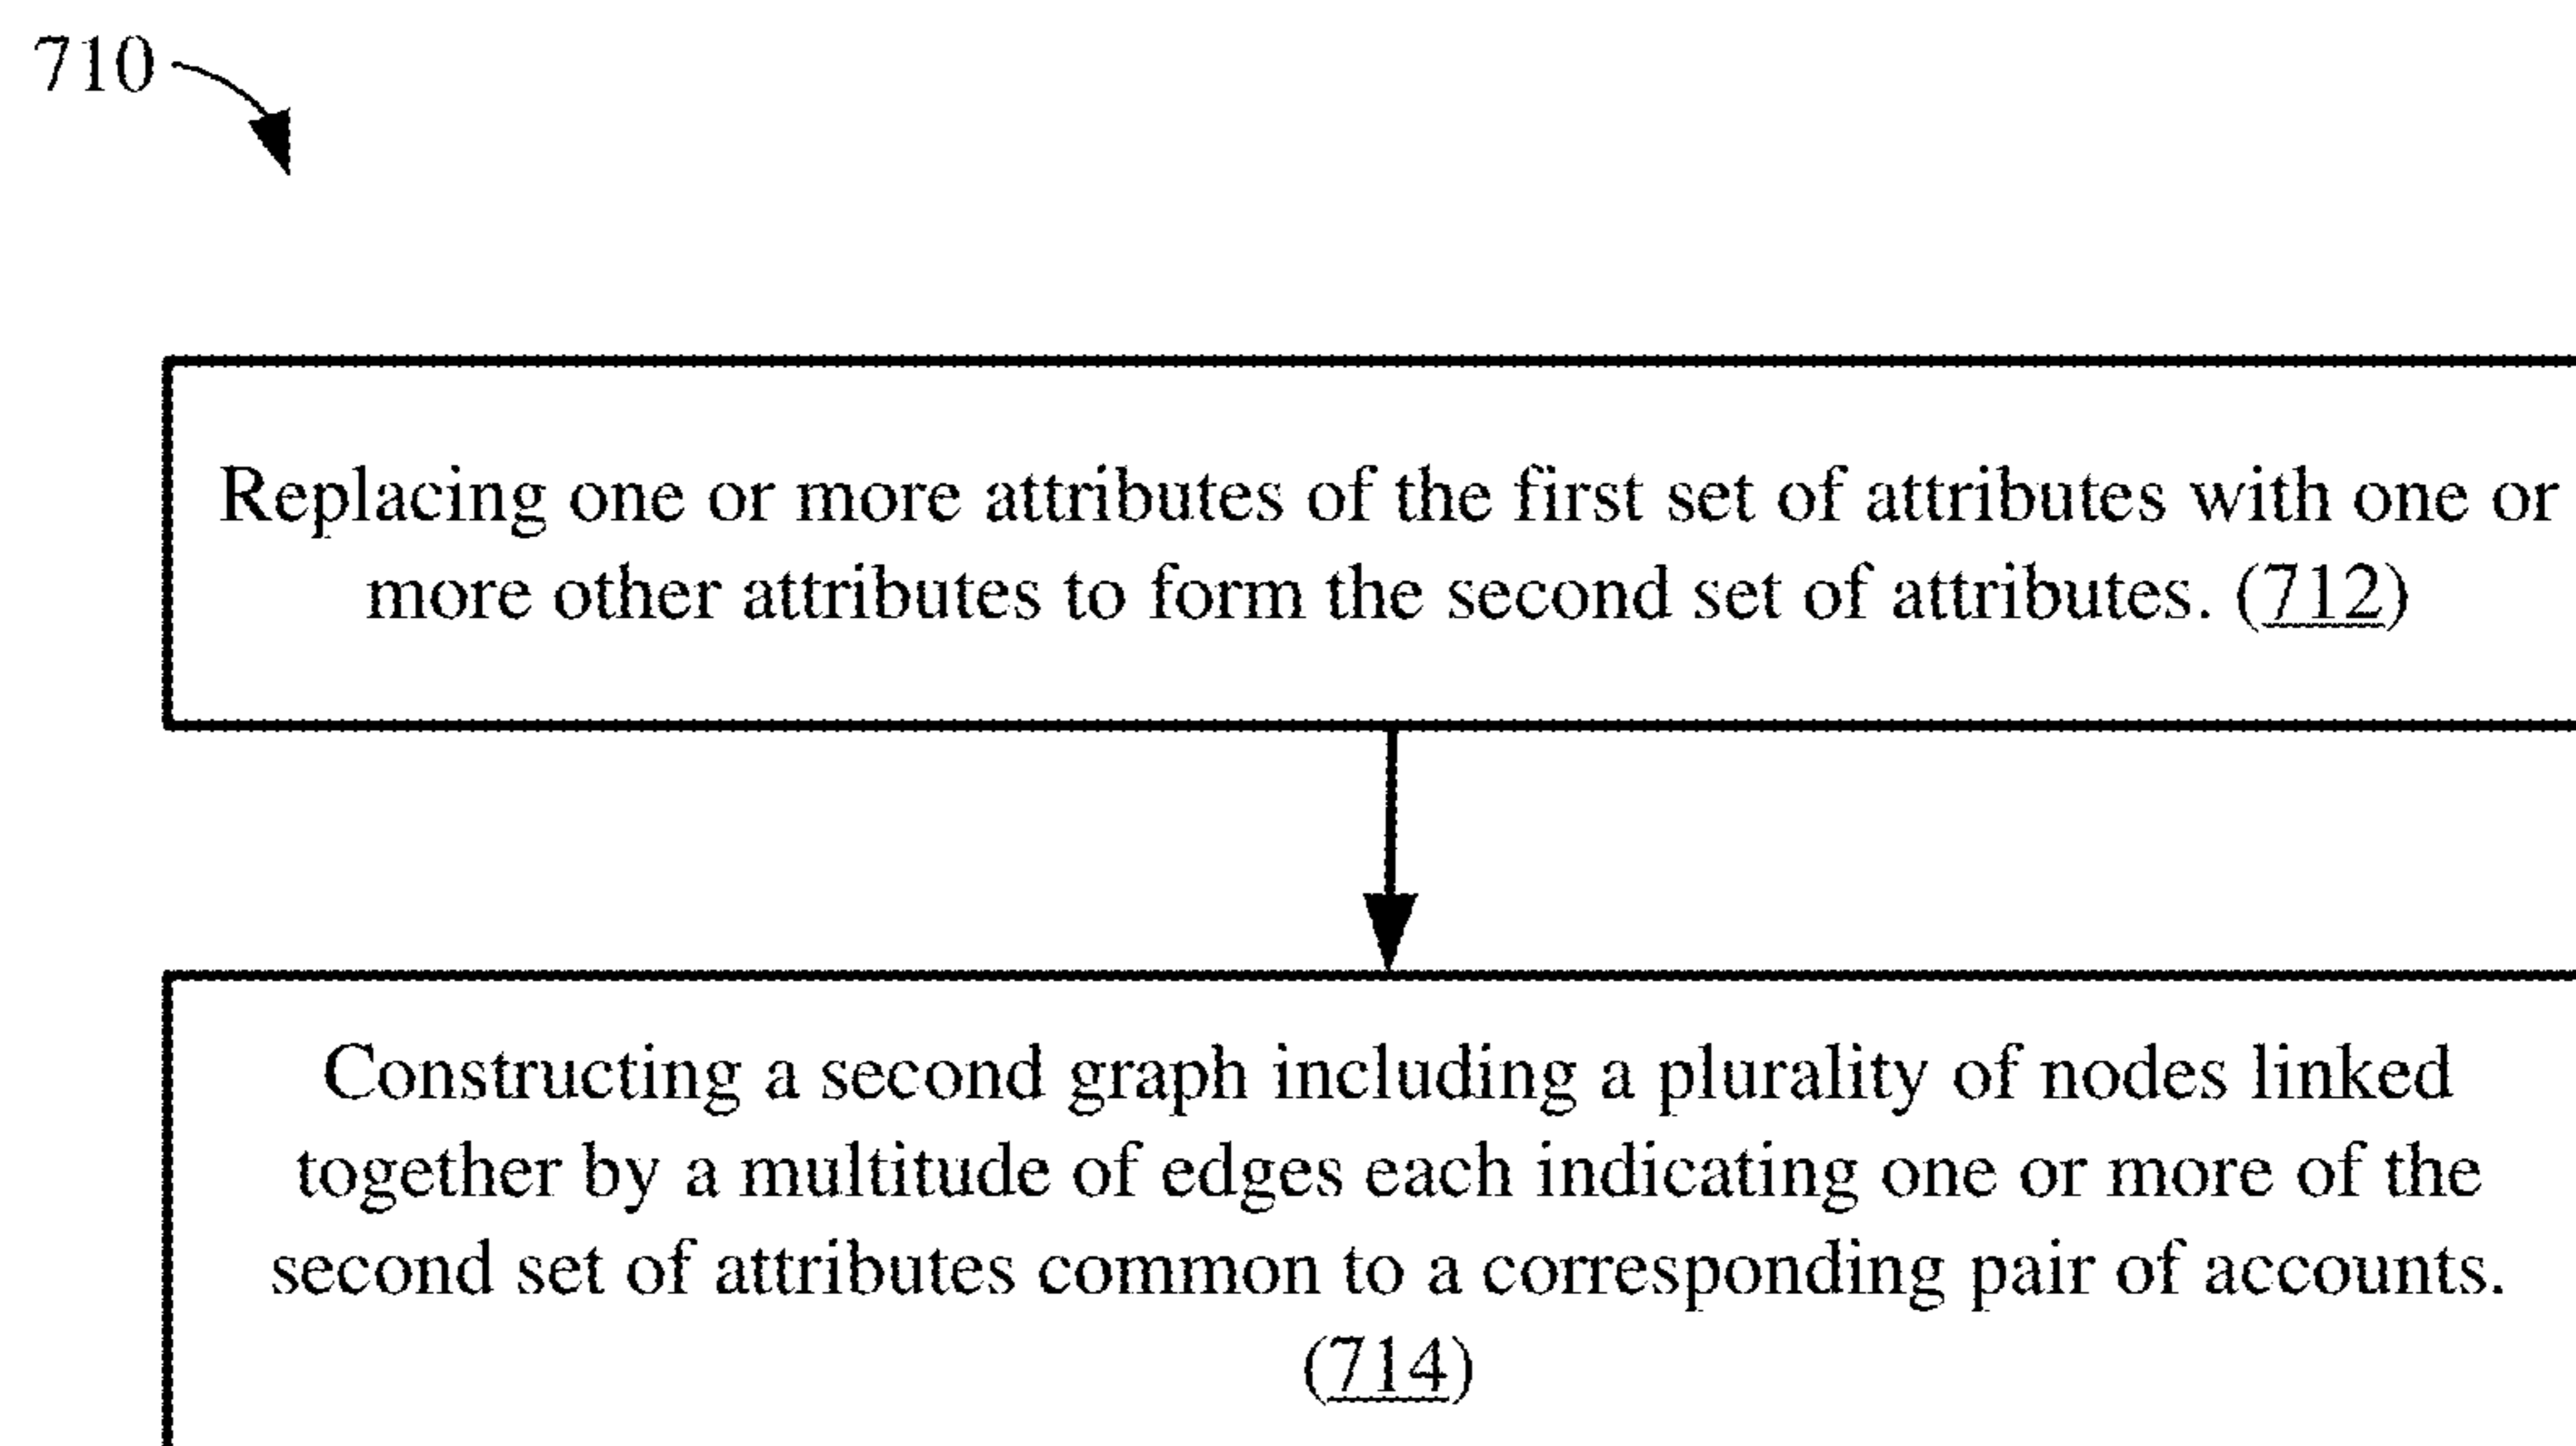 710
Replacing one or more attributes of the first set of attributes with one or
more other attributes to form the second set of attributes. (712)
Constructing a second graph including a plurality of nodes linked
together by a multitude of edges each indicating one or more of the
second set of attributes common to a corresponding pair of accounts.
(714)